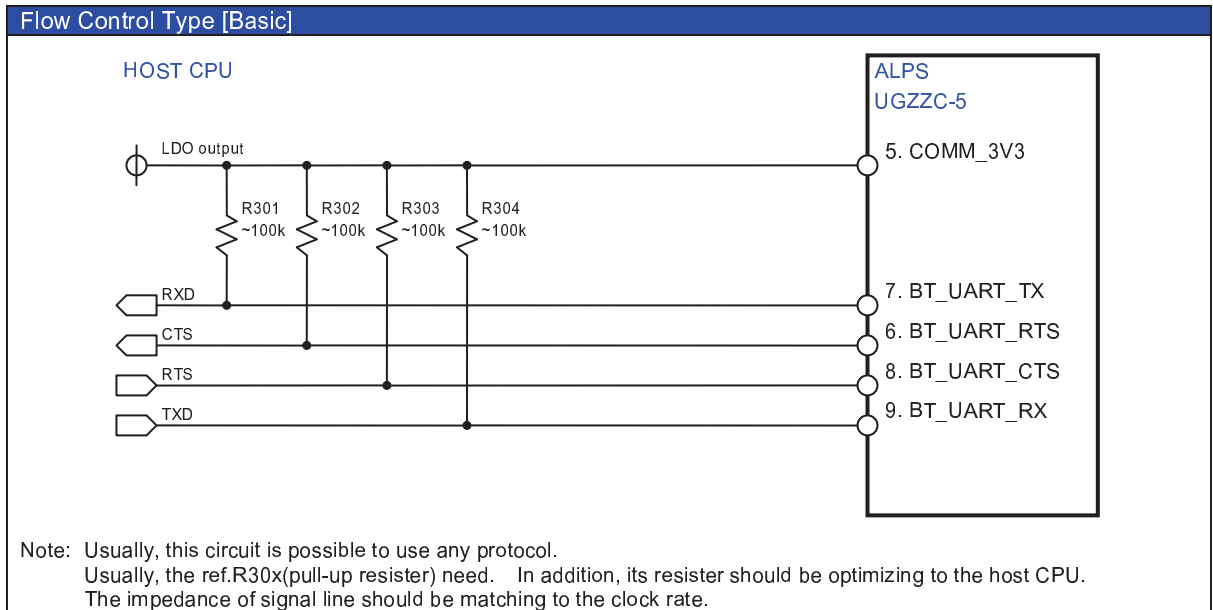 Flow Control Type [Basic]
HOST CPU
ALPS
UGZZC-5
LDO output
5. COMM_3V3
R301
~100k
R302
~100k
R303
~100k
R304
~100k
RXD
7. BT_UART_TX
CTS
6. BT_UART_RTS
RTS
8. BT_UART_CTS
TXD
9. BT_UART_RX
Note: Usually, this circuit is possible to use any protocol.
Usually, the ref.R30x(pull-up resister) need. In addition, its resister should be optimizing to the host CPU.
The impedance of signal line should be matching to the clock rate.